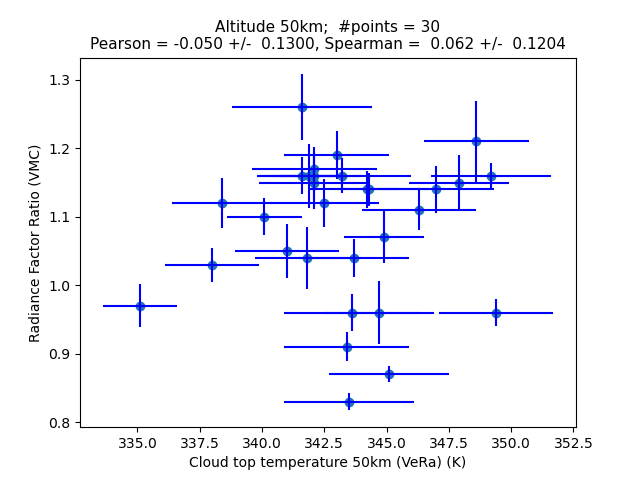 Altitude 50km;  #points = 30
Pearson = -0.050 +/-  0.1300, Spearman =  0.062 +/-  0.1204
Radiance Factor Ratio (VMC)
1.3
1.2
1.1
1.0
0.9
0.8
335.0 337.5 340.0 342.5 345.0 347.5 350.0 352.5
Cloud top temperature 50km (VeRa) (K)